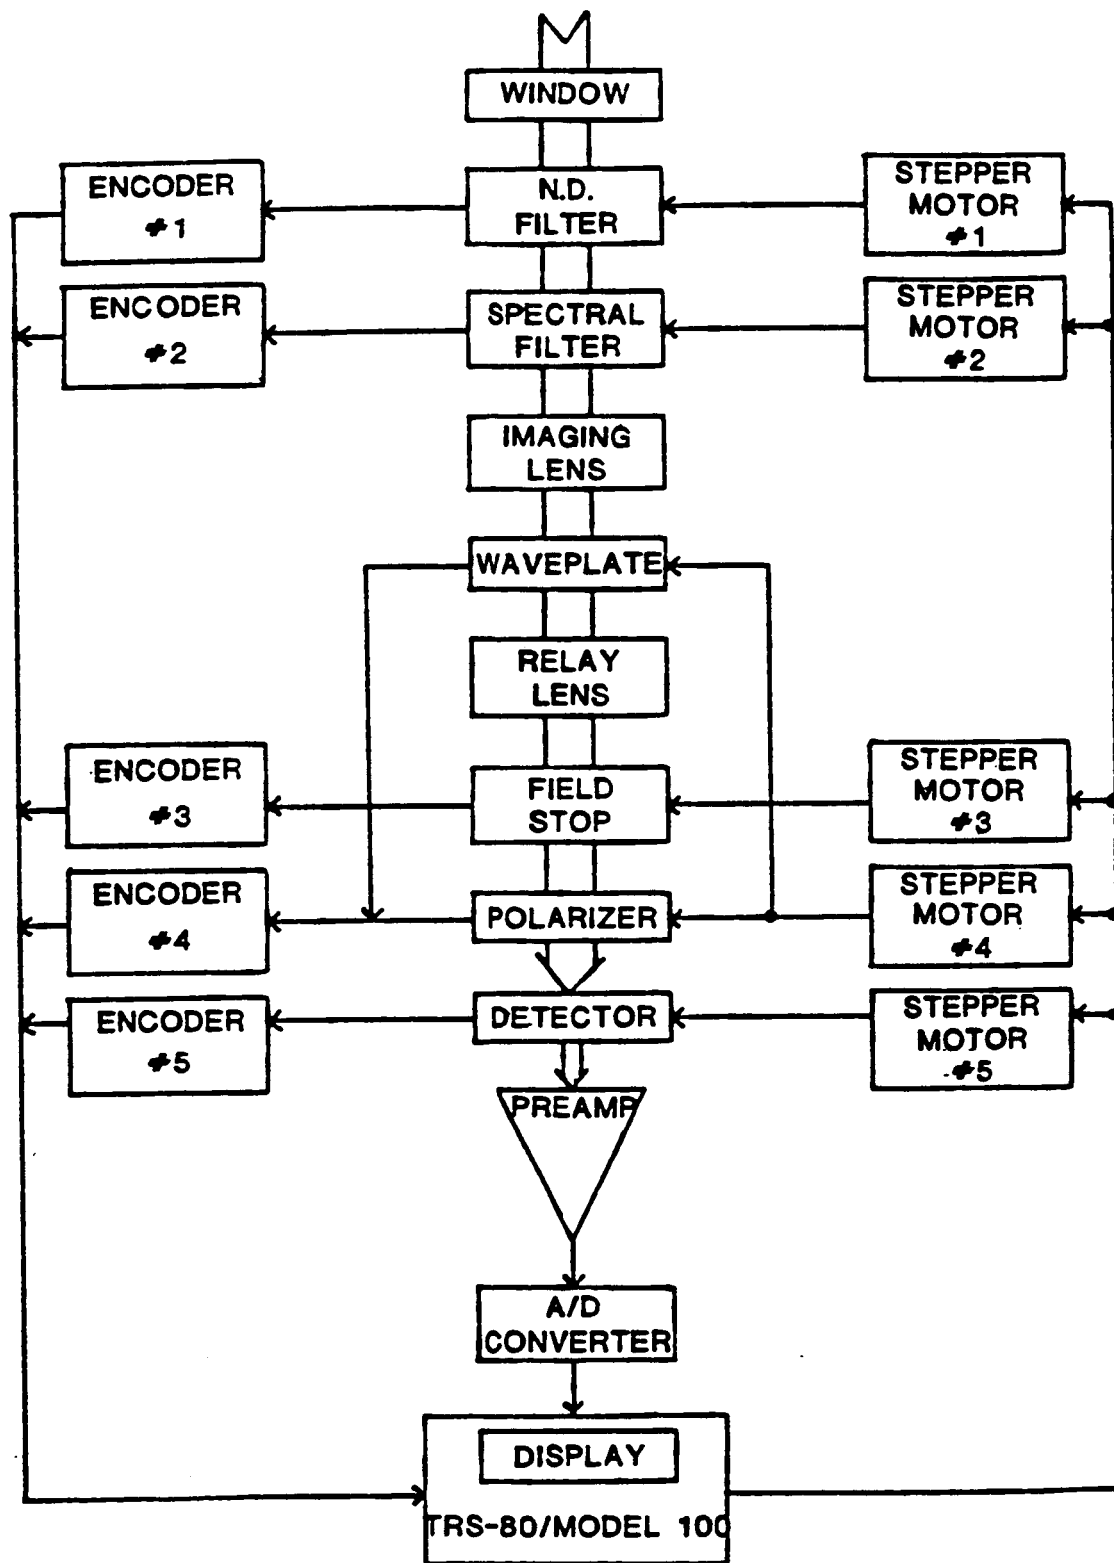 WINDOW
ENCODER
#1
N.D.
FILTER
STEPPER
MOTOR
#1
ENCODER
#2
SPECTRAL
FILTER
STEPPER
MOTOR
#2
IMAGING
LENS
WAVEPLATE
RELAY
LENS
ENCODER
#3
FIELD
STOP
STEPPER
MOTOR
#3
ENCODER
#4
POLARIZER
STEPPER
MOTOR
#4
ENCODER
#5
DETECTOR
STEPPER
MOTOR
#5
PREAMP
A/D
CONVERTER
DISPLAY
TRS-80/MODEL 100